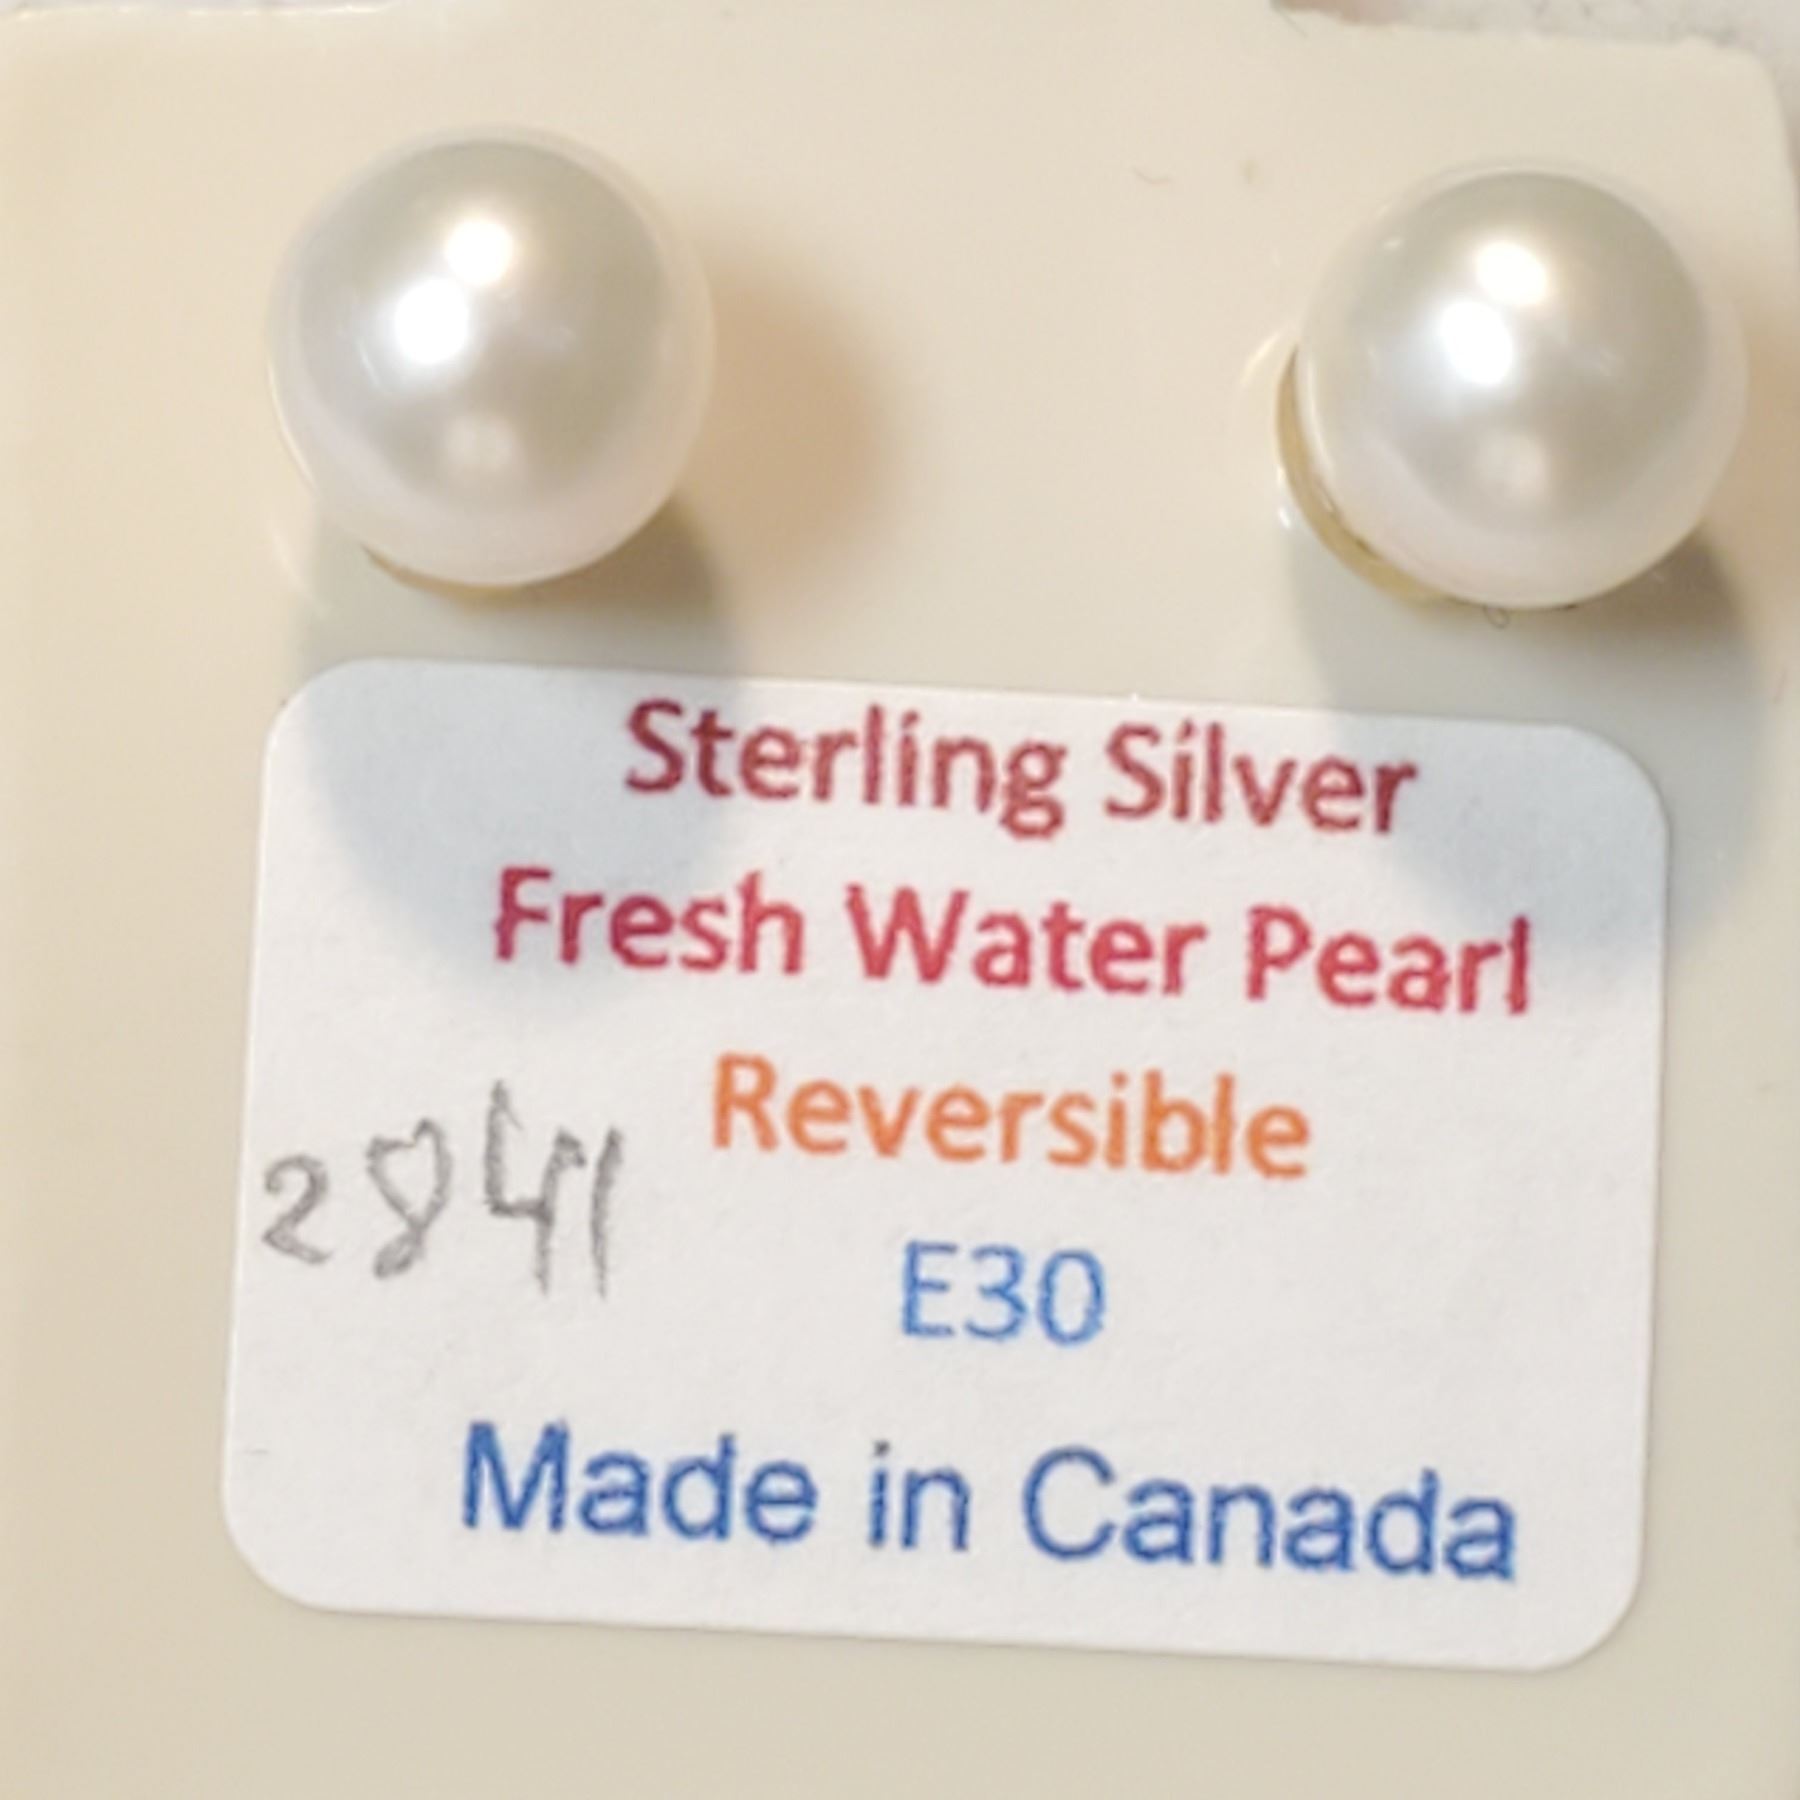 Sterling Silver
Fresh Water Pearl
Reversible
2841
E30
Made in Canada